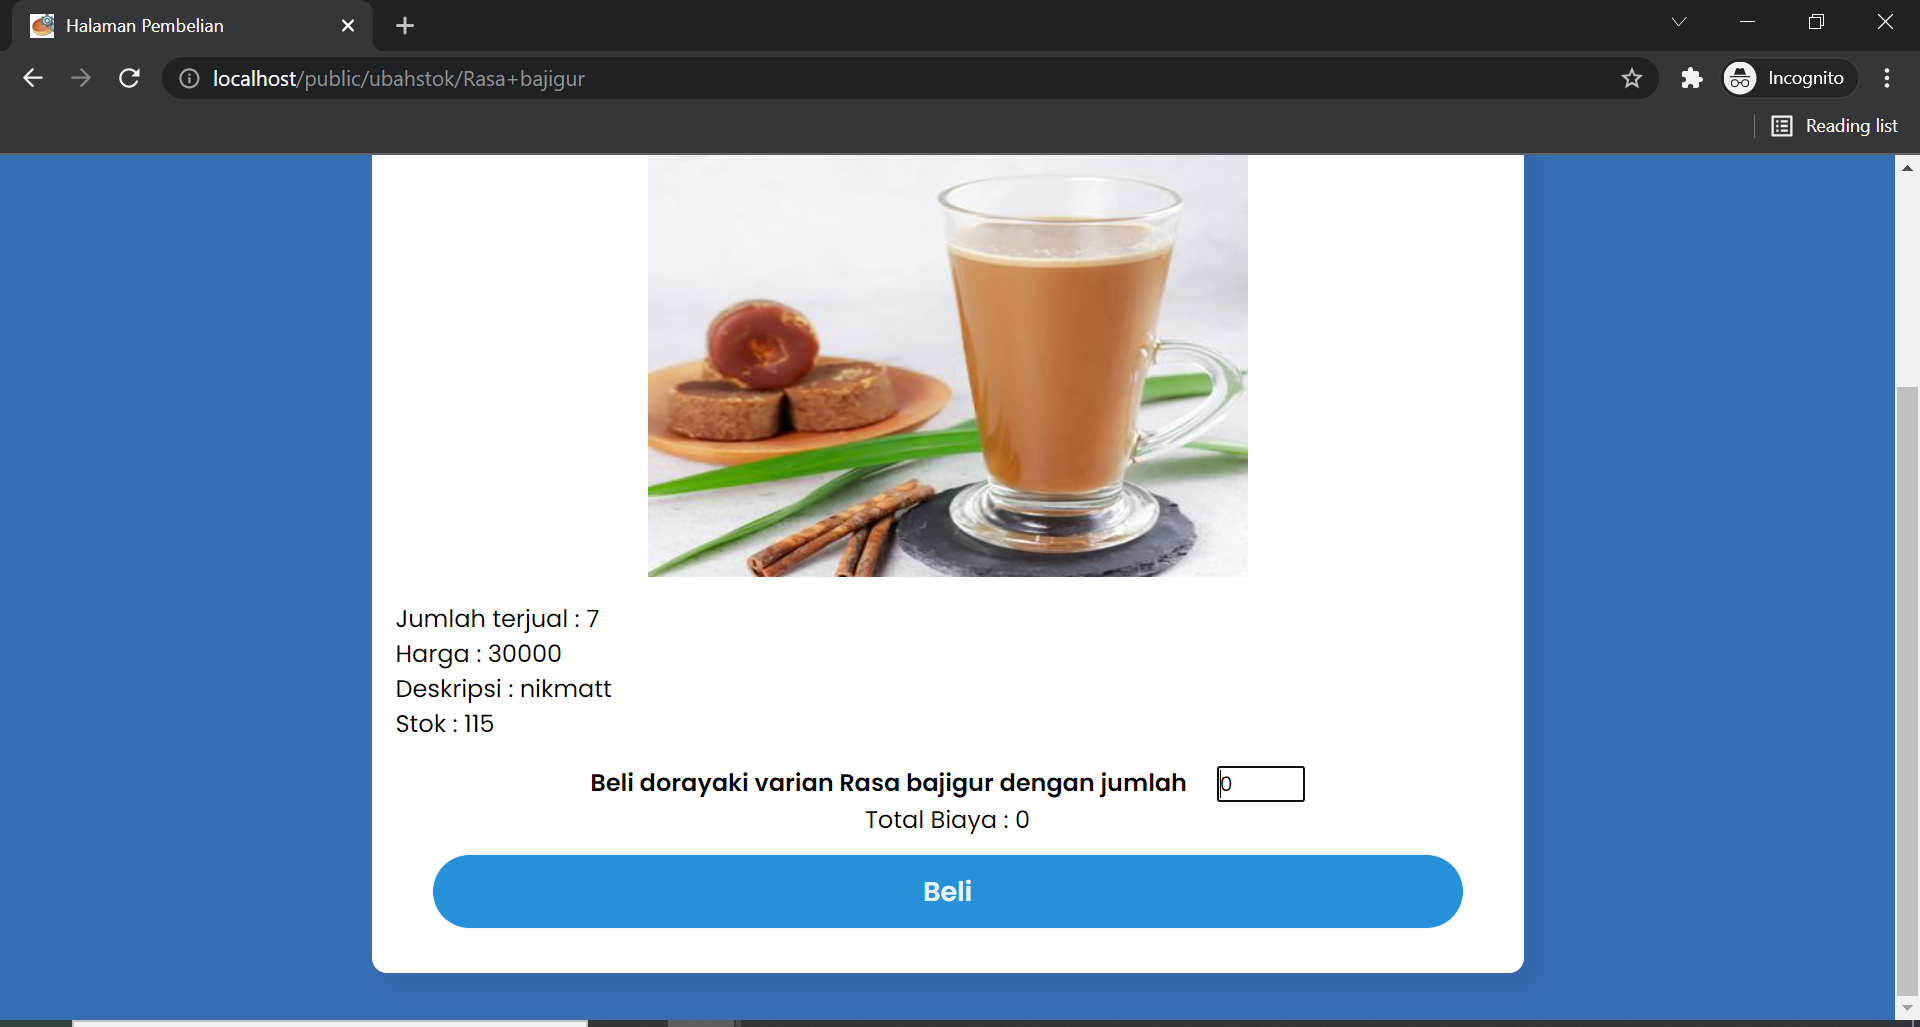 Halaman Pembelian
localhost/public/ubahstok/Rasa+bajigur
Incognito
Reading list
Jumlah terjual : 7
Harga : 30000
Deskripsi : nikmatt
Stok : 115
Beli dorayaki varian Rasa bajigur dengan jumlah 0
Total Biaya : 0
Beli